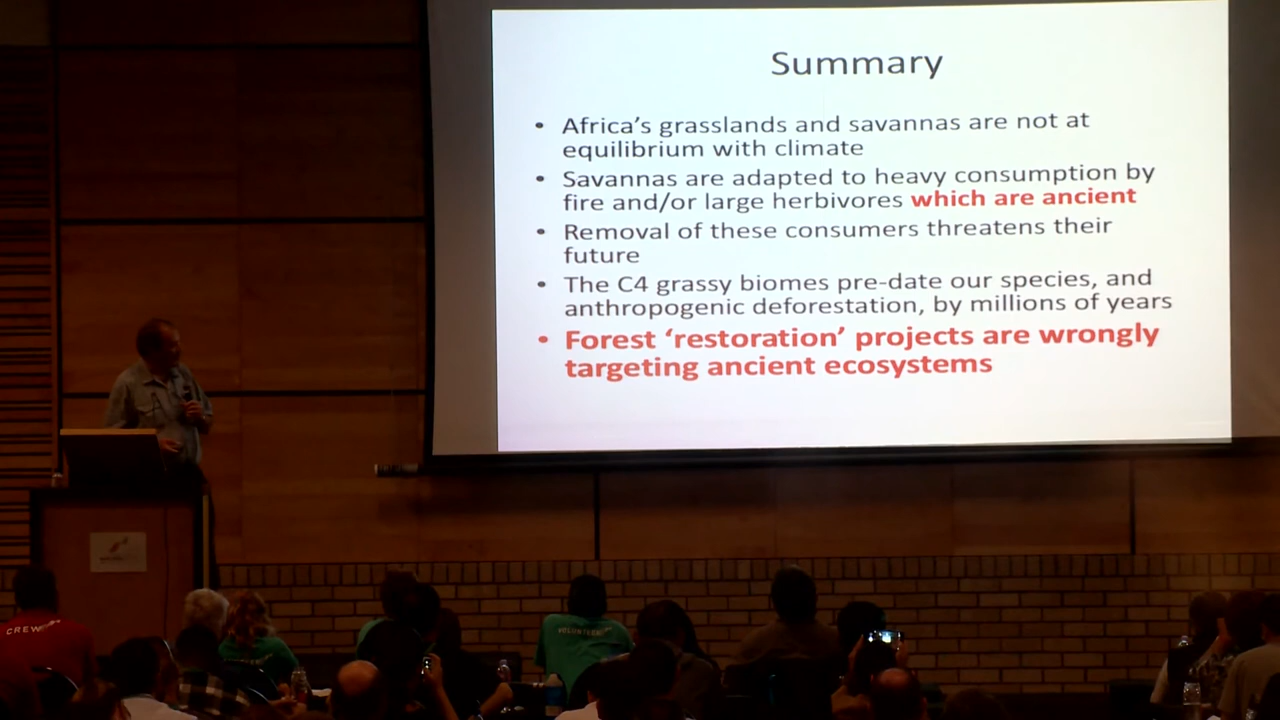 Summary
• Africa's grasslands and savannas are not at
equilibrium with climate
• Savannas are adapted to heavy consumption by
fire and/or large herbivores which are ancient
• Removal of these consumers threatens their
future
• The C4 grassy biomes pre-date our species, and
anthropogenic deforestation, by millions of years
• Forest ‘restoration’ projects are wrongly
targeting ancient ecosystems
CREW